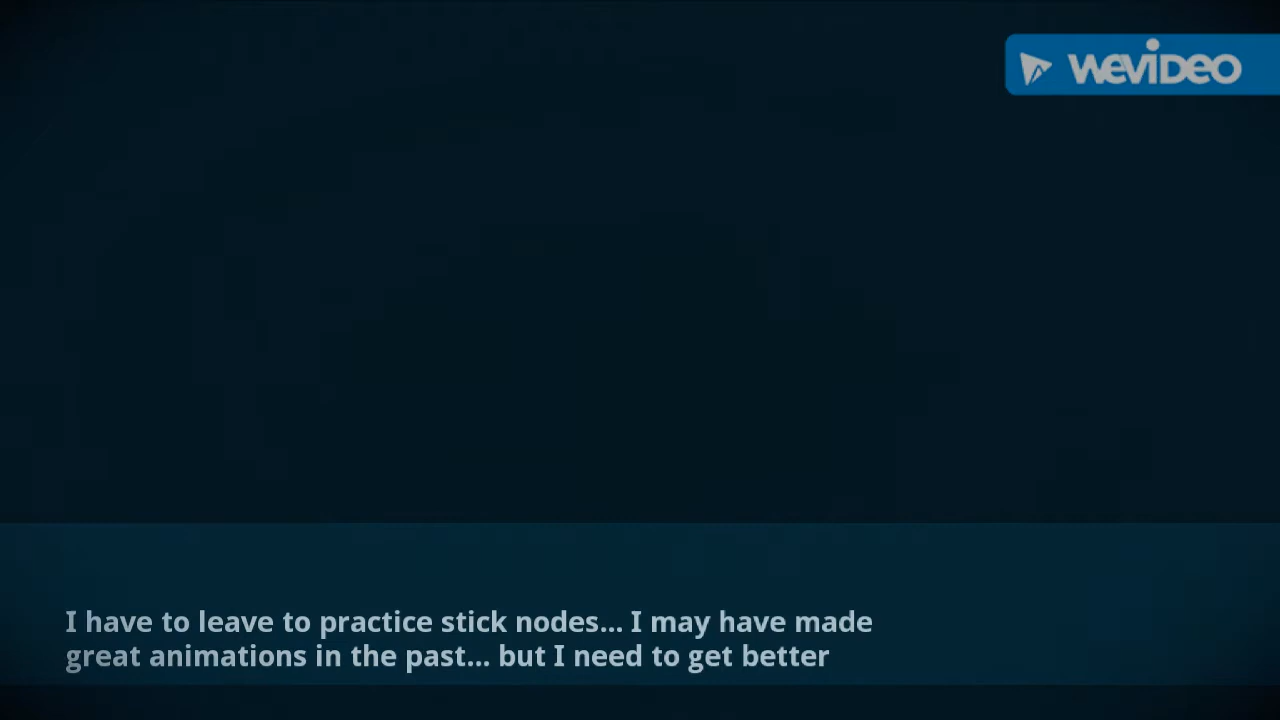 WEVIDEO
I have to leave to practice stick nodes... I may have made
great animations in the past... but I need to get better